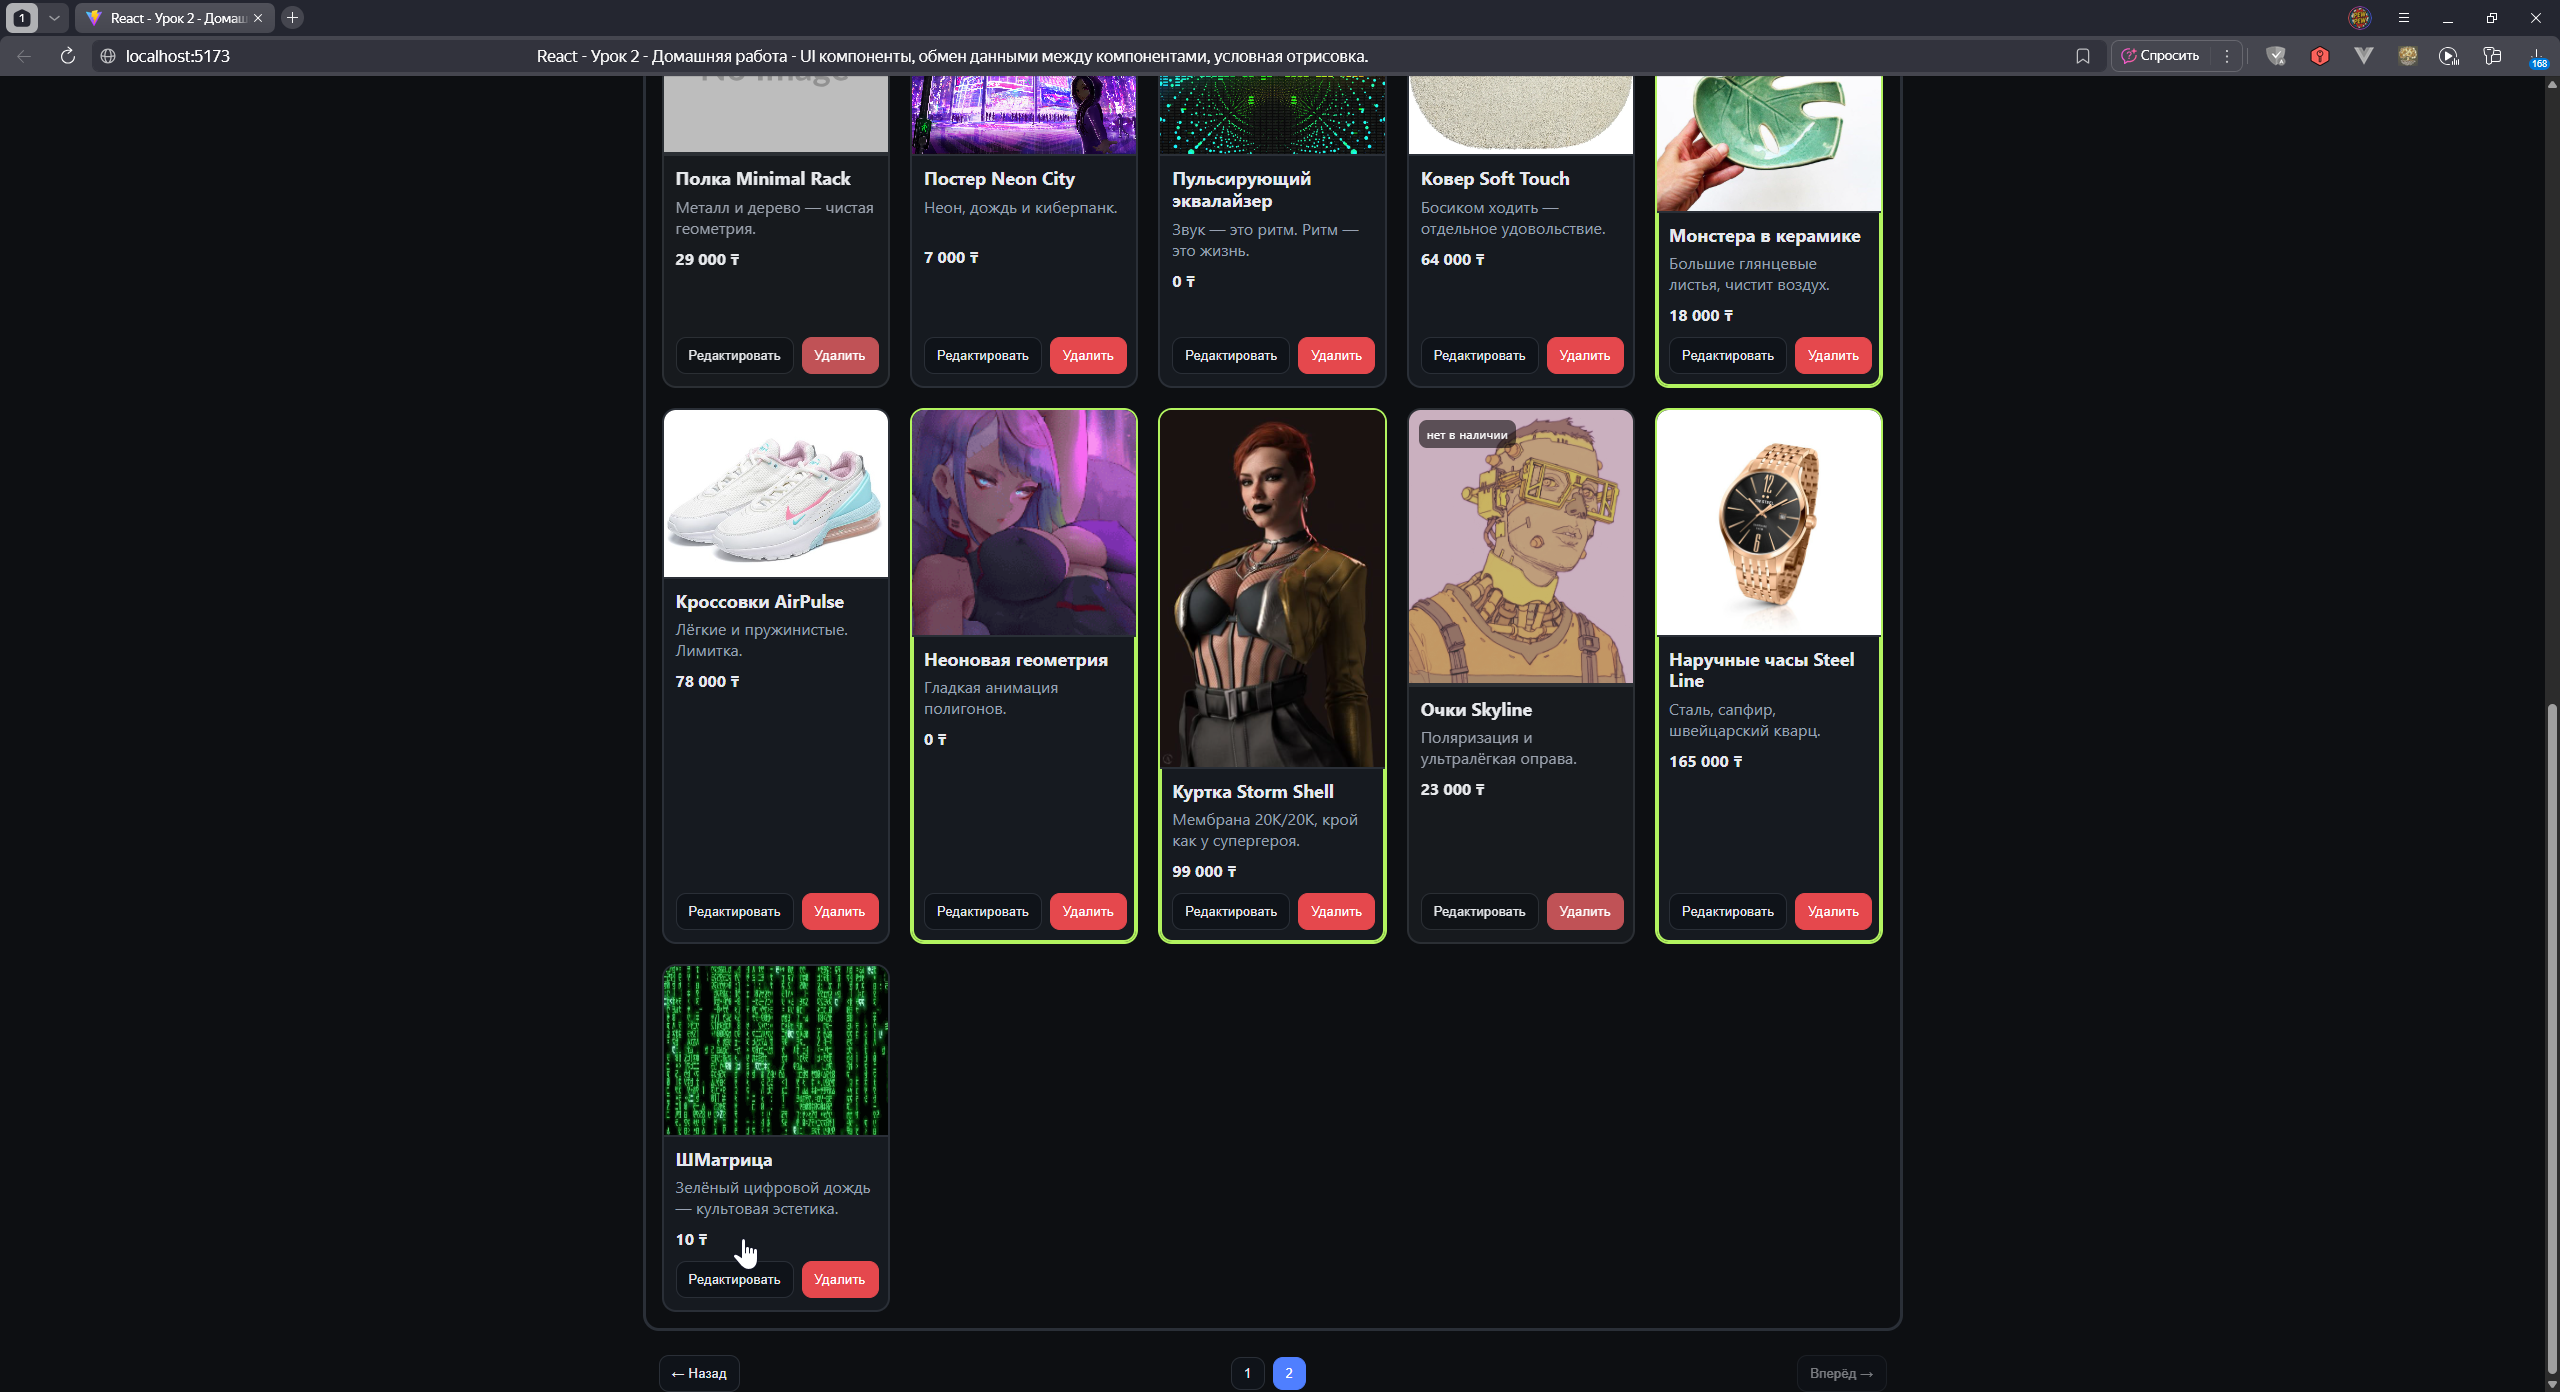 1
React - Урок 2 - Домаш
localhost:5173
React - Урок 2 - Домашняя работа - UI компоненты, обмен данными между компонентами, условная отрисовка.
Спросить
168
Полка Minimal Rack
Металл и дерево — чистая
геометрия.
29 000 ₸
Редактировать
Удалить
Постер Neon City
Неон, дождь и киберпанк.
7 000 ₸
Редактировать
Удалить
Пульсирующий
эквалайзер
Звук — это ритм. Ритм —
это жизнь.
0 ₸
Редактировать
Удалить
Ковер Soft Touch
Босиком ходить —
отдельное удовольствие.
64 000 ₸
Редактировать
Удалить
Монстера в керамике
Большие глянцевые
листья, чистит воздух.
18 000 ₸
Редактировать
Удалить
Кроссовки AirPulse
Лёгкие и пружинистые.
Лимитка.
78 000 ₸
Редактировать
Удалить
Неоновая геометрия
Гладкая анимация
полигонов.
0 ₸
Редактировать
Удалить
Куртка Storm Shell
Мембрана 20K/20K, крой
как у супергероя.
99 000 ₸
Редактировать
Удалить
нет в наличии
Очки Skyline
Поляризация и
ультралёгкая оправа.
23 000 ₸
Редактировать
Удалить
12
6
Наручные часы Steel
Line
Сталь, сапфир,
швейцарский кварц.
165 000 ₸
Редактировать
Удалить
ШМатрица
Зелёный цифровой дождь
— культовая эстетика.
10 ₸
Редактировать
Удалить
← Назад
1
2
Вперёд →